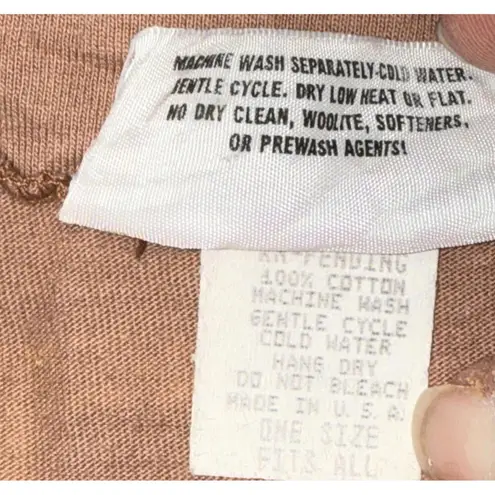 MACHINE WASH SEPARATELY-COLD WATER.
GENTLE CYCLE. DRY LOW HEAT OR FLAT.
NO DRY CLEAN, WOOLITE, SOFTENERS,
OR PREWASH AGENTS!
RN-PENDING
100% COTTON
MACHINE WASH
GENTLE CYCLE
COLD WATER
HANG DRY
DO NOT BLEACH
MADE IN U.S.A.
ONE SIZE
FITS ALL